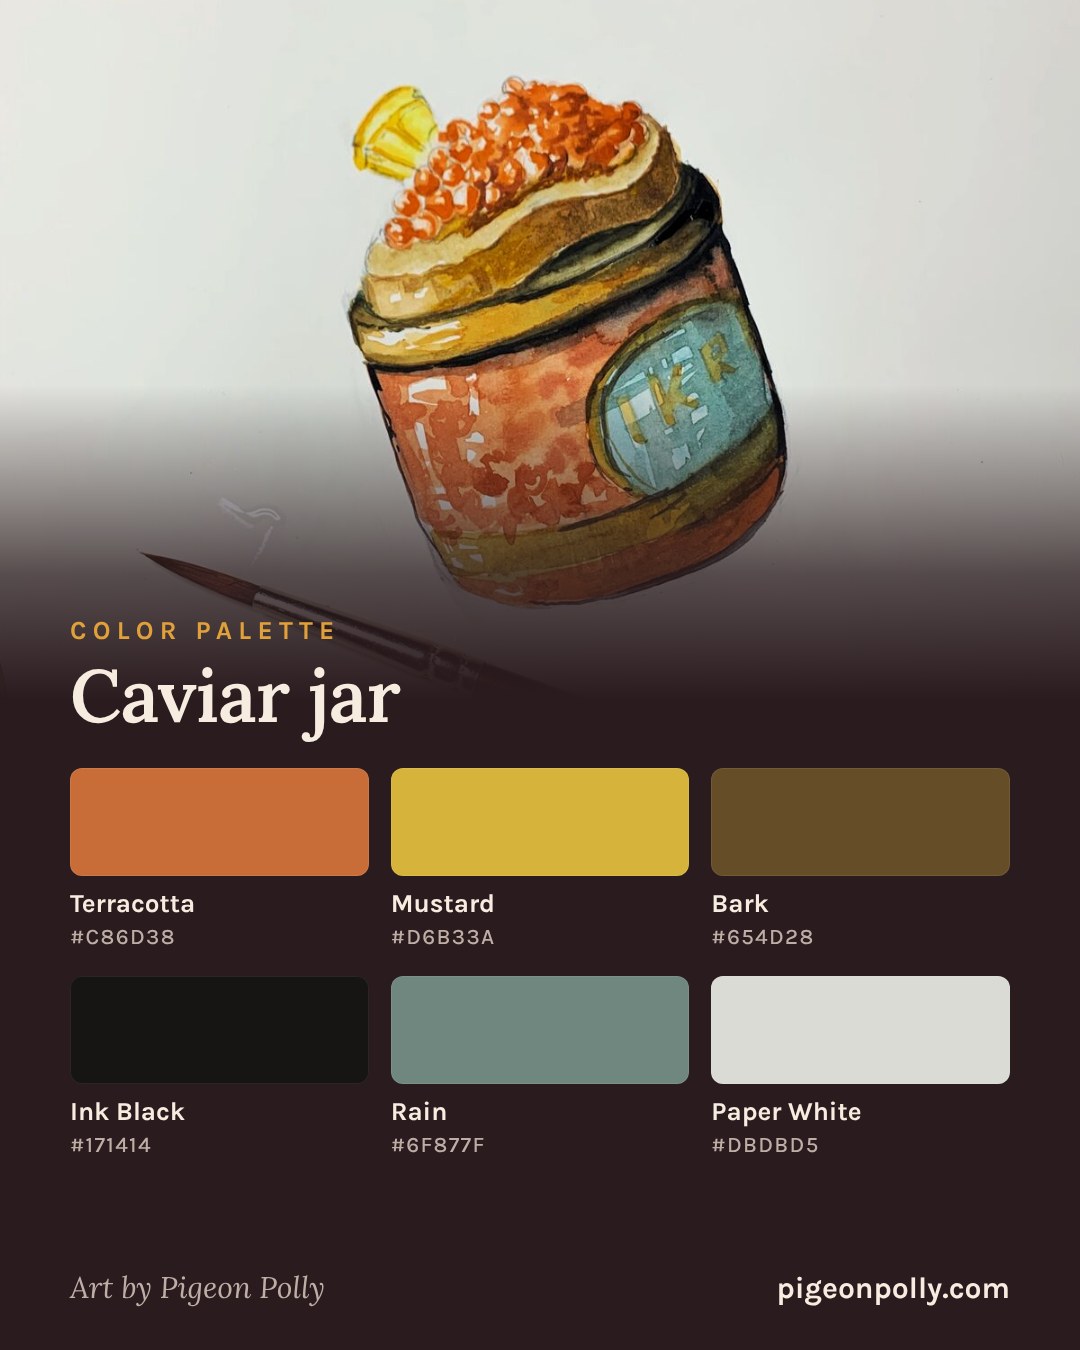 IKR
COLOR PALETTE
Caviar jar
Terracotta
#C86D38
Mustard
#D6B33A
Bark
#654D28
Ink Black
#171414
Rain
#6F877F
Paper White
#DBDBD5
Art by Pigeon Polly
pigeonpolly.com